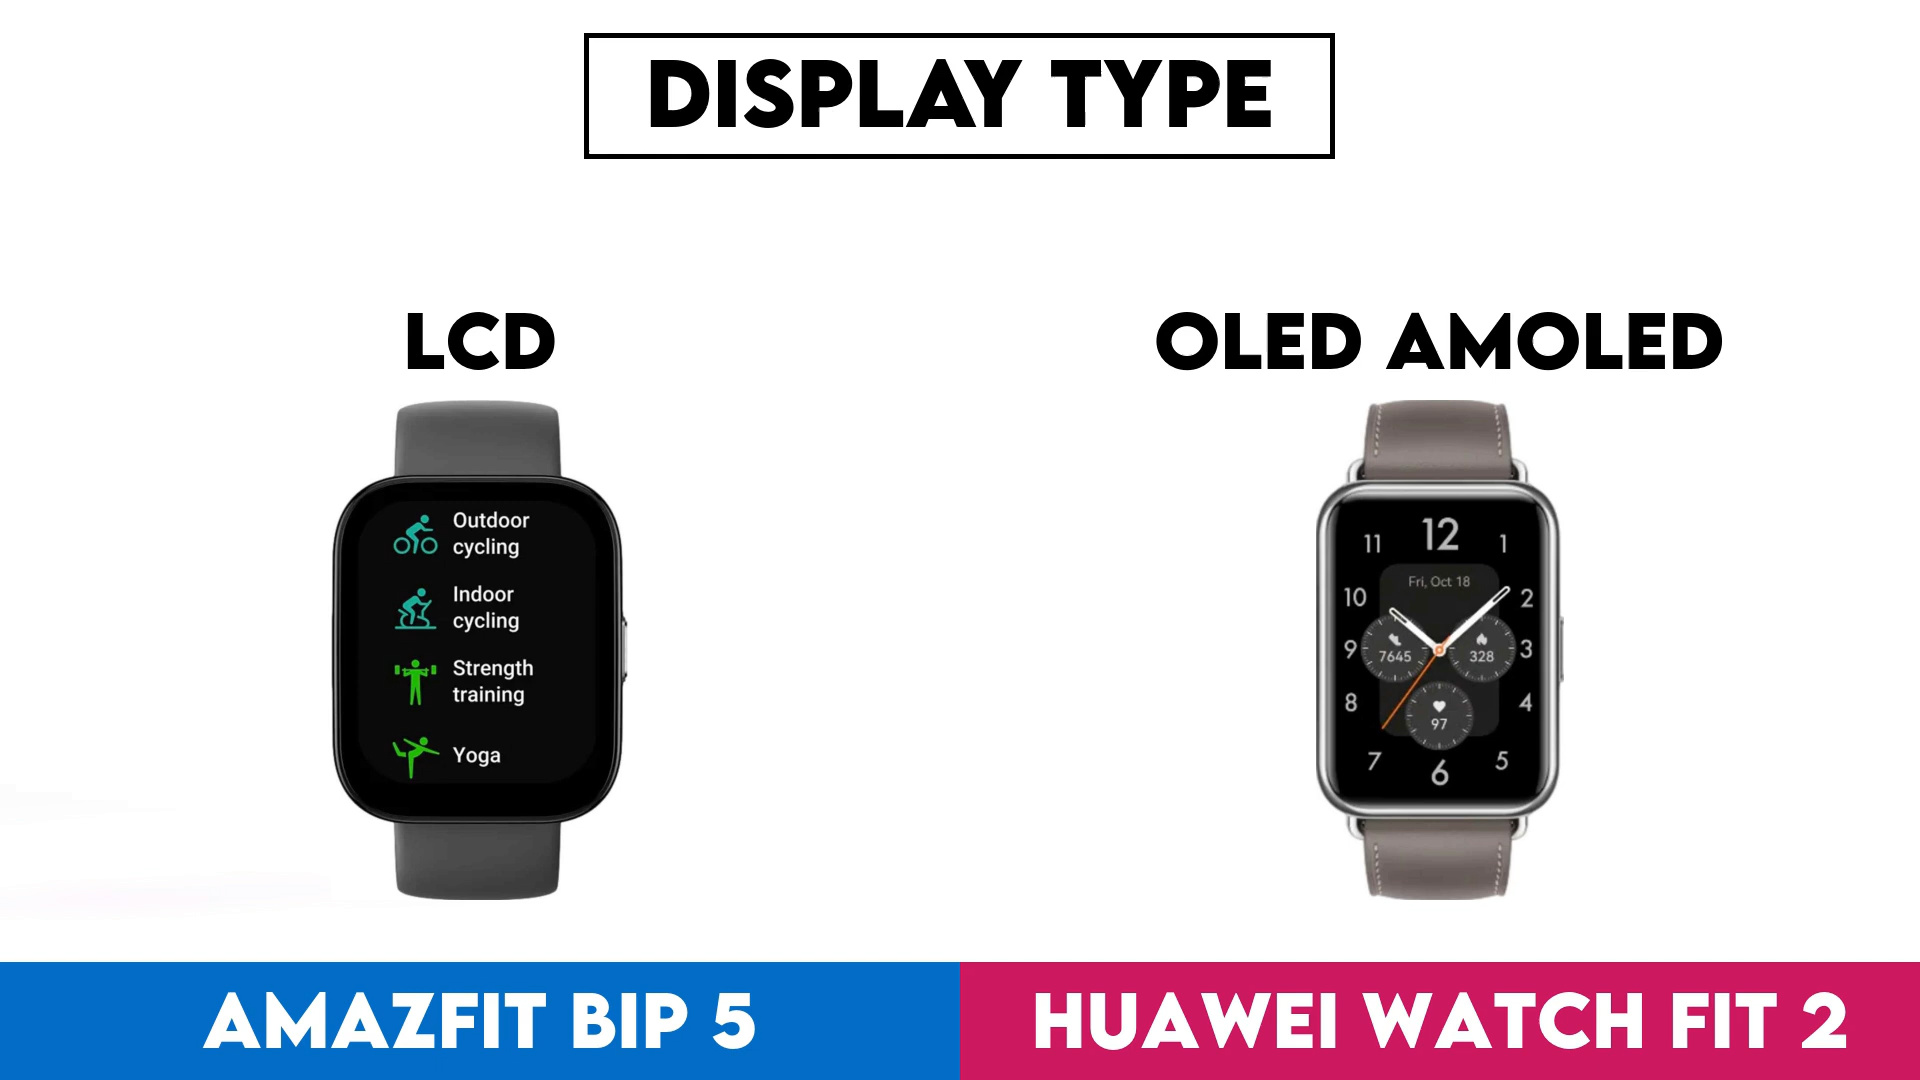 DISPLAY TYPE
LCD
OLED AMOLED
Outdoor
cycling
Indoor
cycling
Strength
training
Yoga
12
11
1
Fri, Oct 18
10
2
9
7645
328
3
8
97
4
7
6
5
AMAZFIT BIP 5
HUAWEI WATCH FIT 2